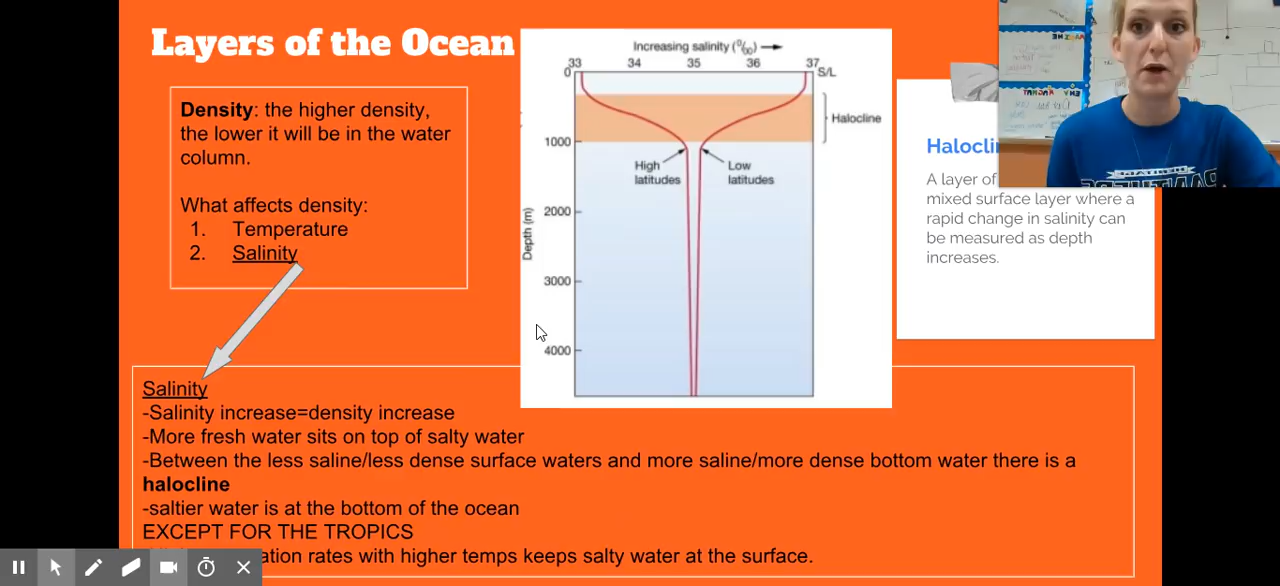 Layers of the Ocean
Density: the higher density,
the lower it will be in the water
column.
What affects density:
1. Temperature
2. Salinity
Increasing salinity (⁰/₀₀)
33 34 35 36 37
S/L
0
1000
2000
3000
4000
Depth (m)
Halocline
High
latitudes
Low
latitudes
A layer of
mixed surface layer where a
rapid change in salinity can
be measured as depth
increases.
Salinity
-Salinity increase=density increase
-More fresh water sits on top of salty water
-Between the less saline/less dense surface waters and more saline/more dense bottom water there is a
halocline
-saltier water is at the bottom of the ocean
EXCEPT FOR THE TROPICS
rates with higher temps keeps salty water at the surface.